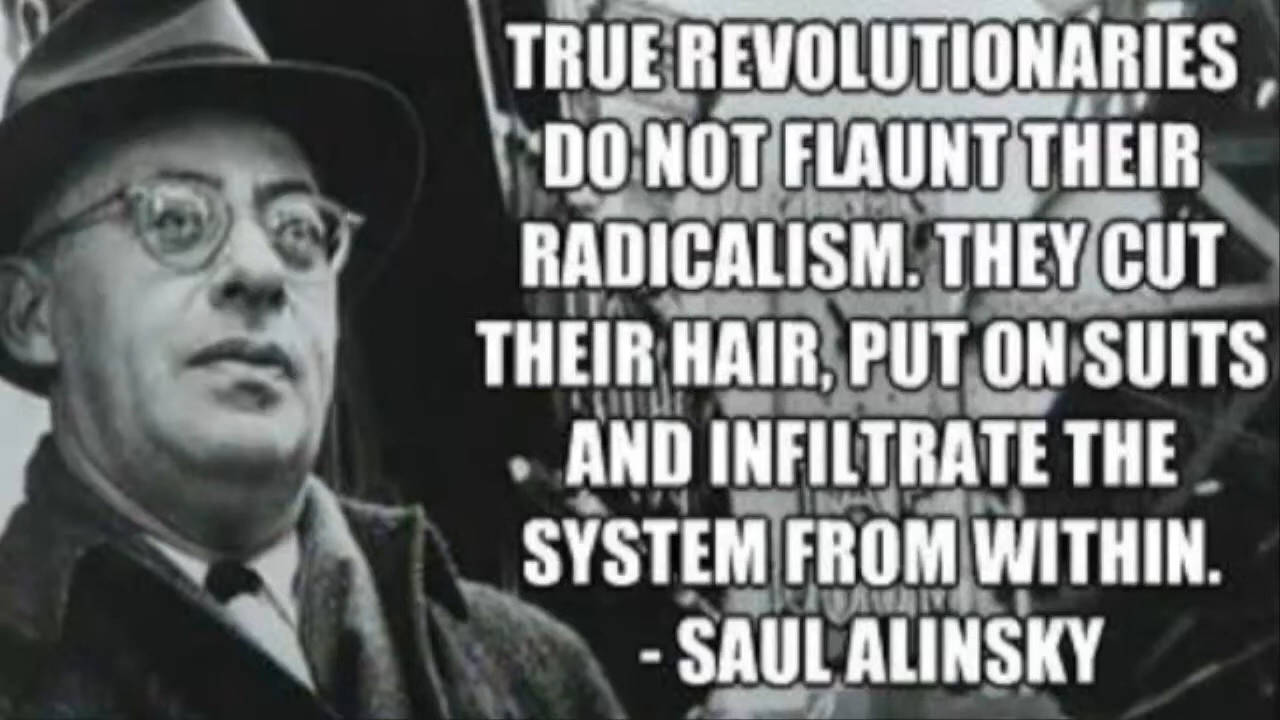 TRUE REVOLUTIONARIES
DO NOT FLAUNT THEIR
RADICALISM. THEY CUT
THEIR HAIR, PUT ON SUITS
AND INFILTRATE THE
SYSTEM FROM WITHIN.
- SAUL ALINSKY